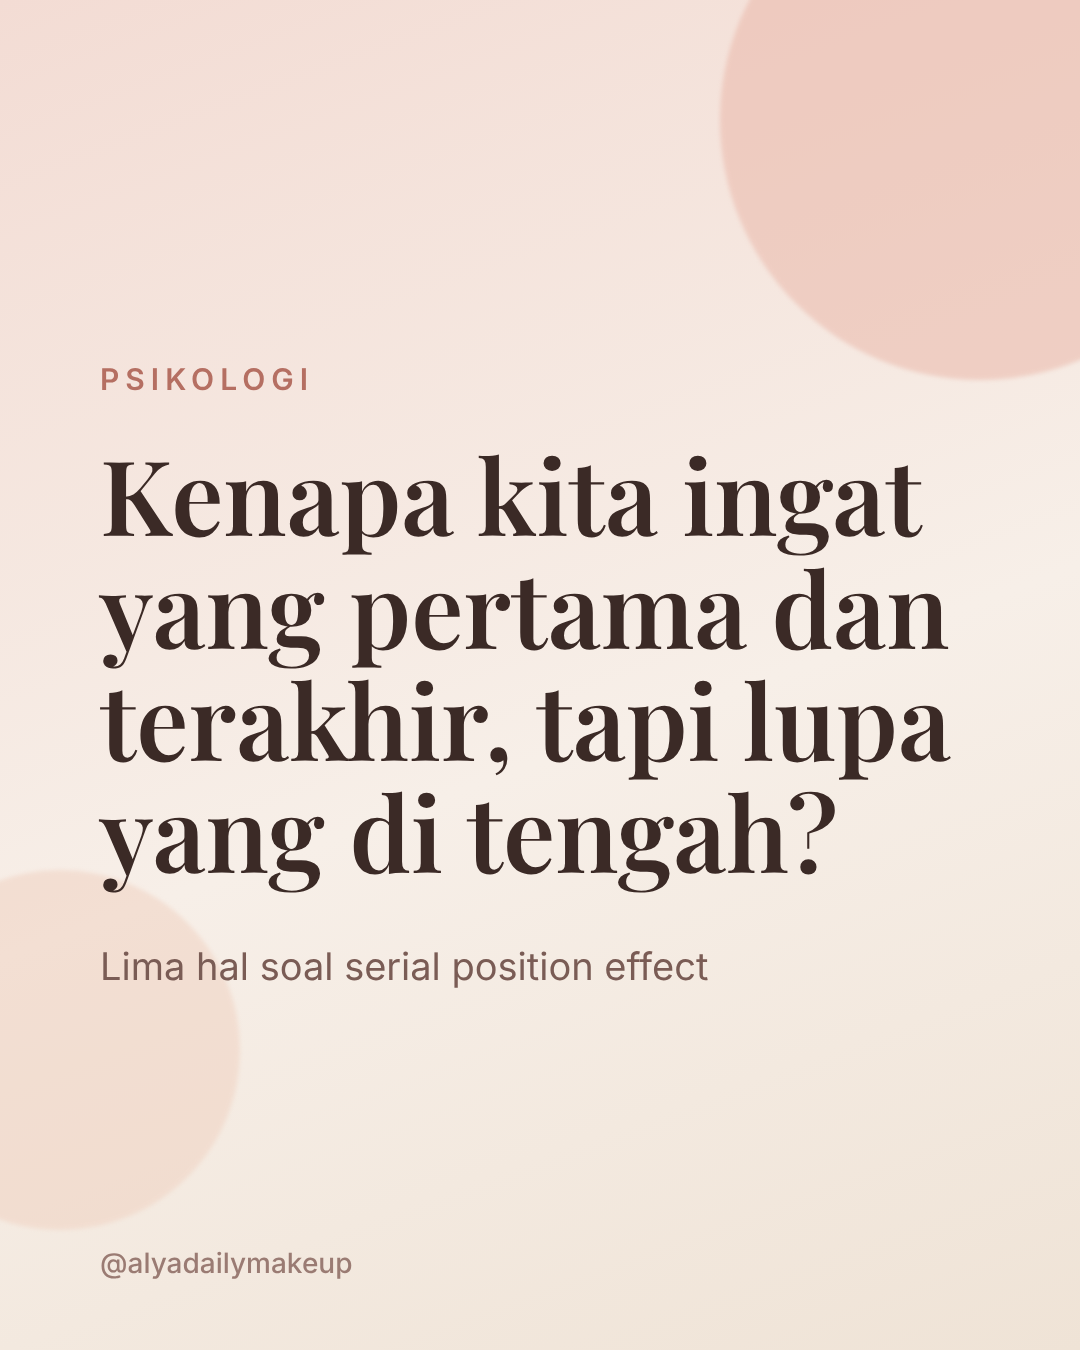 PSIKOLOGI
Kenapa kita ingat
yang pertama dan
terakhir, tapi lupa
yang di tengah?
Lima hal soal serial position effect
@alyadailymakeup